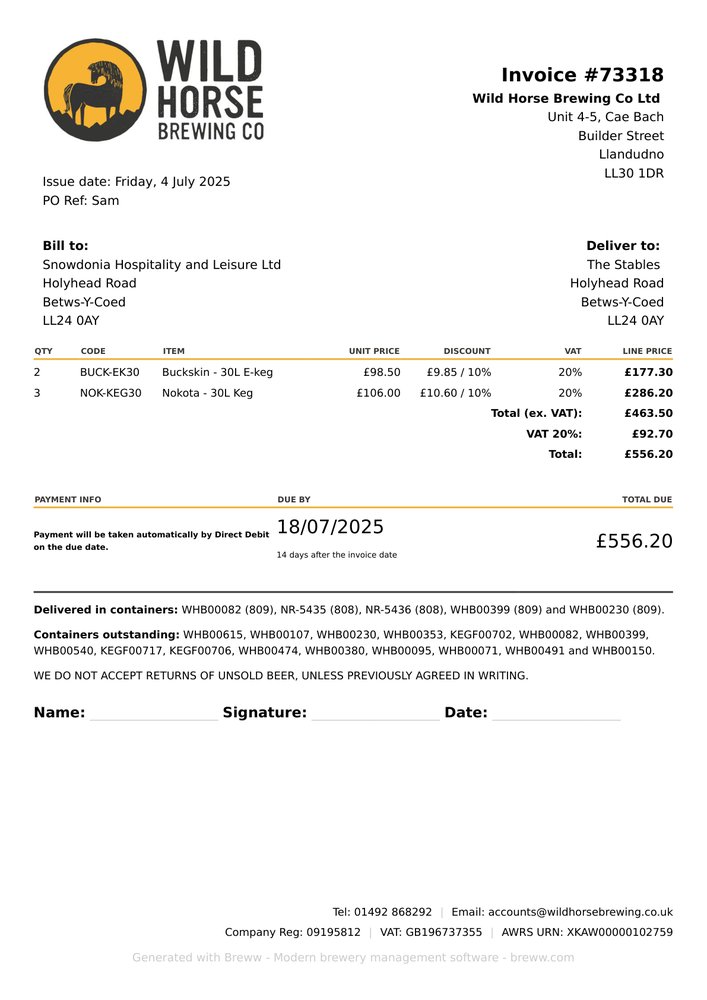 WILD
HORSE
BREWING CO
Invoice #73318
Wild Horse Brewing Co Ltd
Unit 4-5, Cae Bach
Builder Street
Llandudno
LL30 1DR
Issue date: Friday, 4 July 2025
PO Ref: Sam
Bill to:
Snowdonia Hospitality and Leisure Ltd
Holyhead Road
Betws-Y-Coed
LL24 0AY
Deliver to:
The Stables
Holyhead Road
Betws-Y-Coed
LL24 0AY
QTY CODE ITEM UNIT PRICE DISCOUNT VAT LINE PRICE
2 BUCK-EK30 Buckskin - 30L E-keg £98.50 £9.85 / 10% 20% £177.30
3 NOK-KEG30 Nokota - 30L Keg £106.00 £10.60 / 10% 20% £286.20
Total (ex. VAT): £463.50
VAT 20%: £92.70
Total: £556.20
PAYMENT INFO DUE BY TOTAL DUE
Payment will be taken automatically by Direct Debit
on the due date.
18/07/2025
14 days after the invoice date
£556.20
Delivered in containers: WHB00082 (809), NR-5435 (808), NR-5436 (808), WHB00399 (809) and WHB00230 (809).
Containers outstanding: WHB00615, WHB00107, WHB00230, WHB00353, KEGF00702, WHB00082, WHB00399,
WHB00540, KEGF00717, KEGF00706, WHB00474, WHB00380, WHB00095, WHB00071, WHB00491 and WHB00150.
WE DO NOT ACCEPT RETURNS OF UNSOLD BEER, UNLESS PREVIOUSLY AGREED IN WRITING.
Name: Signature: Date:
Tel: 01492 868292 | Email: accounts@wildhorsebrewing.co.uk
Company Reg: 09195812 | VAT: GB196737355 | AWRS URN: XKAW00000102759
Generated with Breww - Modern brewery management software - breww.com